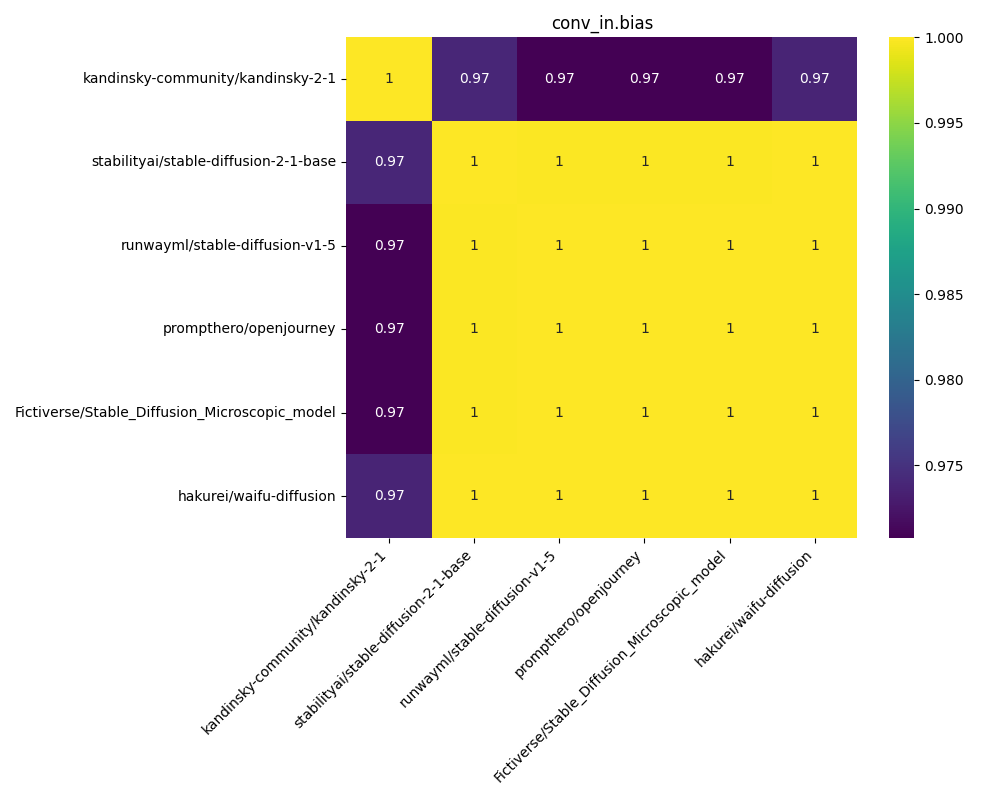 conv_in.bias
kandinsky-community/kandinsky-2-1
1 0.97 0.97 0.97 0.97 0.97
stabilityai/stable-diffusion-2-1-base
0.97 1 1 1 1 1
runwayml/stable-diffusion-v1-5
0.97 1 1 1 1 1
prompthero/openjourney
0.97 1 1 1 1 1
Fictiverse/Stable_Diffusion_Microscopic_model
0.97 1 1 1 1 1
hakurei/waifu-diffusion
0.97 1 1 1 1 1
kandinsky-community/kandinsky-2-1
stabilityai/stable-diffusion-2-1-base
runwayml/stable-diffusion-v1-5
prompthero/openjourney
Fictiverse/Stable_Diffusion_Microscopic_model
hakurei/waifu-diffusion
1.000
0.995
0.990
0.985
0.980
0.975